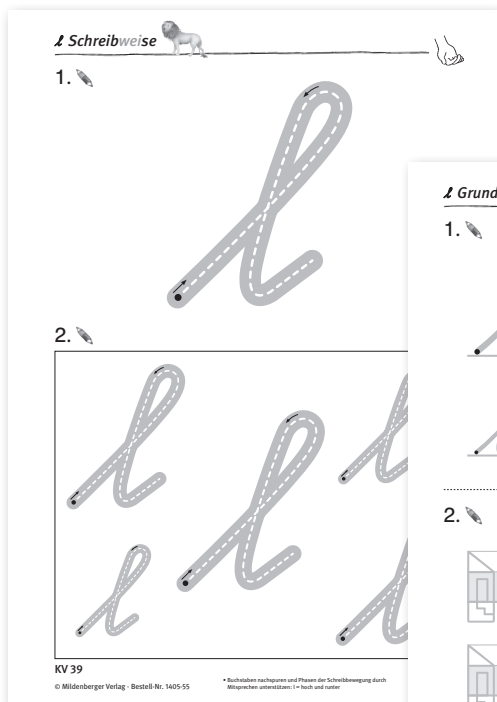 l Schreibweise
1.
l
2.
l l l
l l
KV 39
© Mildenberger Verlag · Bestell-Nr. 1405-55
• Buchstaben nachspuren und Phasen der Schreibbewegung durch
Mitsprechen unterstützen: l = hoch und runter
l Grund
1.
2.